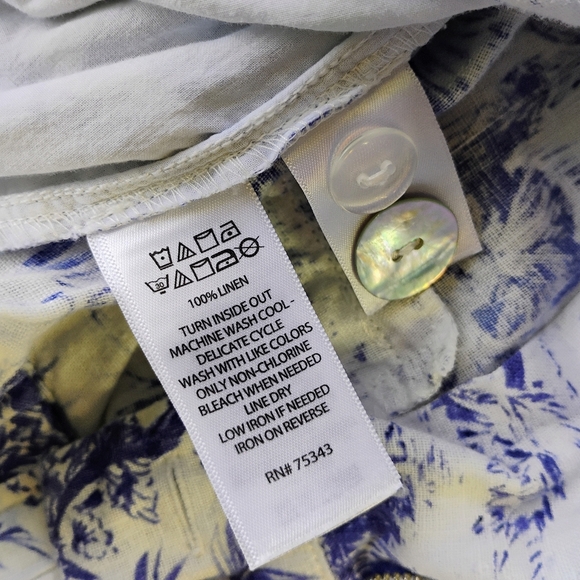 30
100% LINEN
TURN INSIDE OUT
MACHINE WASH COOL -
DELICATE CYCLE
WASH WITH LIKE COLORS
ONLY NON-CHLORINE
BLEACH WHEN NEEDED
LINE DRY
LOW IRON IF NEEDED
IRON ON REVERSE
RN# 75343